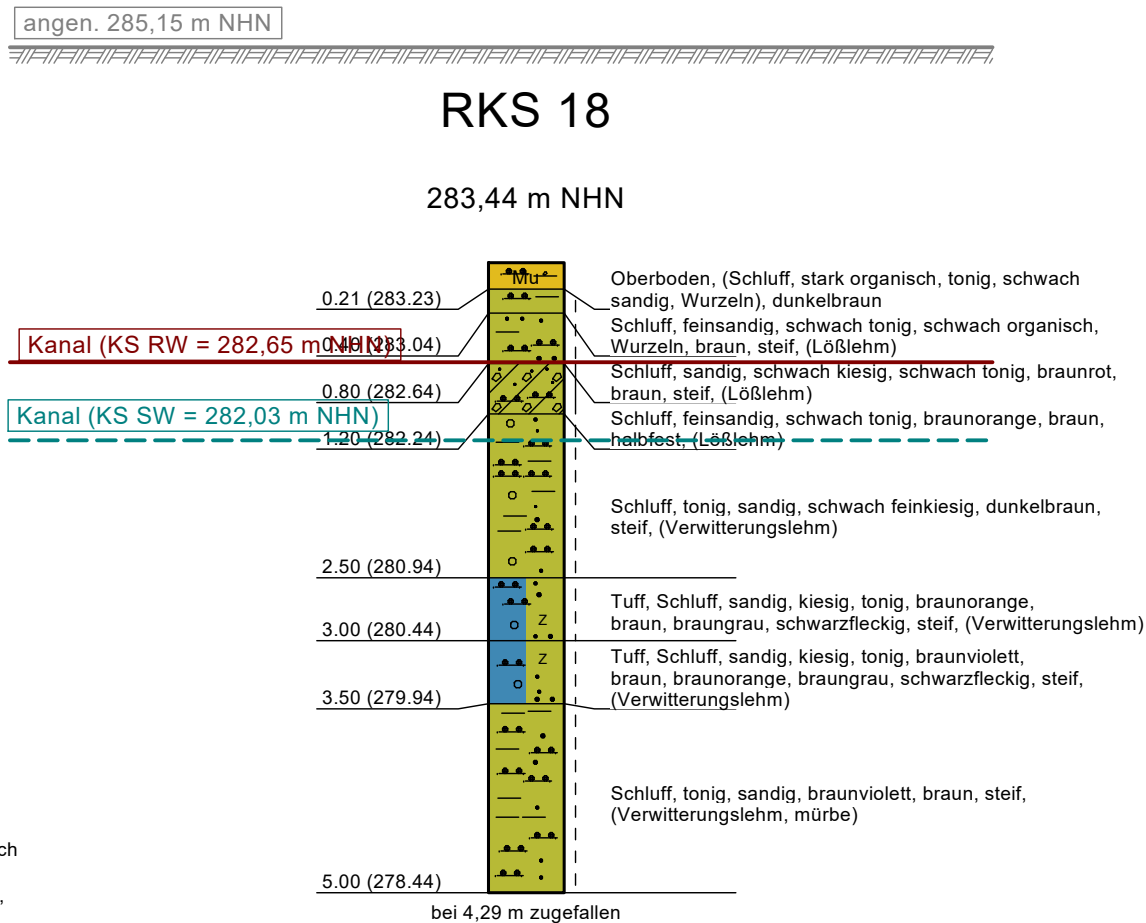 angen. 285,15 m NHN
RKS 18
283,44 m NHN
Mu
Oberboden, (Schluff, stark organisch, tonig, schwach
sandig, Wurzeln), dunkelbraun
0.21 (283.23)
Schluff, feinsandig, schwach tonig, schwach organisch,
Wurzeln, braun, steif, (Lößlehm)
Kanal (KS RW = 282,65 m NHN)
0.40 (283.04)
Schluff, sandig, schwach kiesig, schwach tonig, braunrot,
braun, steif, (Lößlehm)
0.80 (282.64)
Kanal (KS SW = 282,03 m NHN)
Schluff, feinsandig, schwach tonig, braunorange, braun,
halbfest, (Lößlehm)
1.20 (282.24)
Schluff, tonig, sandig, schwach feinkiesig, dunkelbraun,
steif, (Verwitterungslehm)
2.50 (280.94)
Tuff, Schluff, sandig, kiesig, tonig, braunorange,
braun, braungrau, schwarzfleckig, steif, (Verwitterungslehm)
Z
3.00 (280.44)
Z
Tuff, Schluff, sandig, kiesig, tonig, braunviolett,
braun, braunorange, braungrau, schwarzfleckig, steif,
(Verwitterungslehm)
3.50 (279.94)
Schluff, tonig, sandig, braunviolett, braun, steif,
(Verwitterungslehm, mürbe)
ch
,
5.00 (278.44)
bei 4,29 m zugefallen